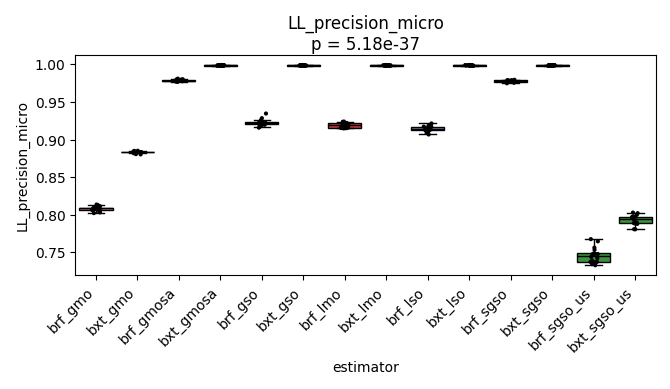 LL_precision_micro
p = 5.18e-37
LL_precision_micro
1.00
0.95
0.90
0.85
0.80
0.75
brf_gmo
bxt_gmo
brf_gmosa
bxt_gmosa
brf_gso
bxt_gso
brf_lmo
bxt_lmo
brf_lso
bxt_lso
brf_sgso
bxt_sgso
brf_sgso_us
bxt_sgso_us
estimator